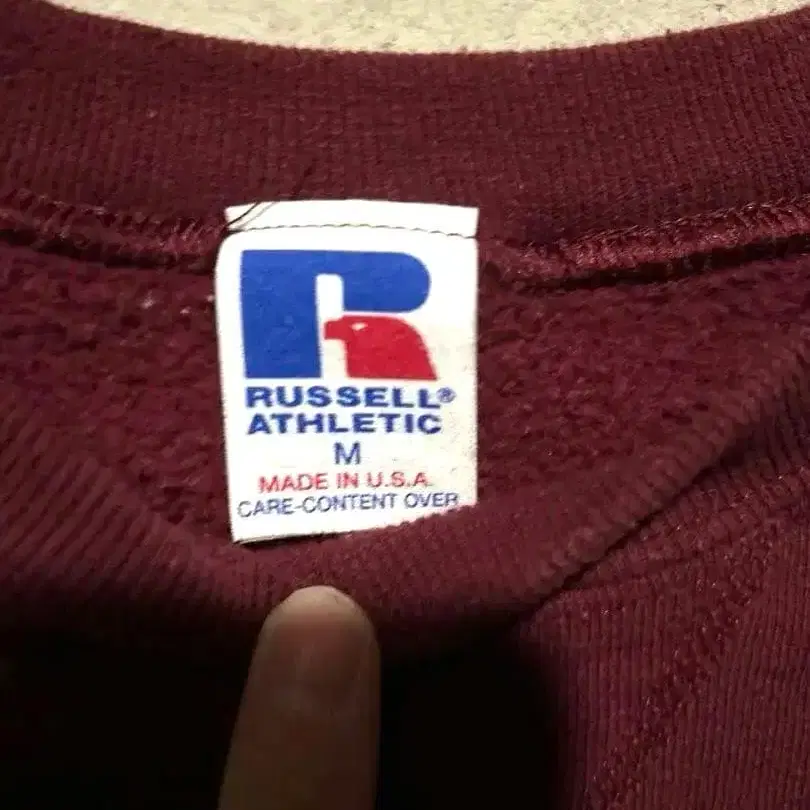 RUSSELL®
ATHLETIC
M
MADE IN U.S.A.
CARE-CONTENT OVER